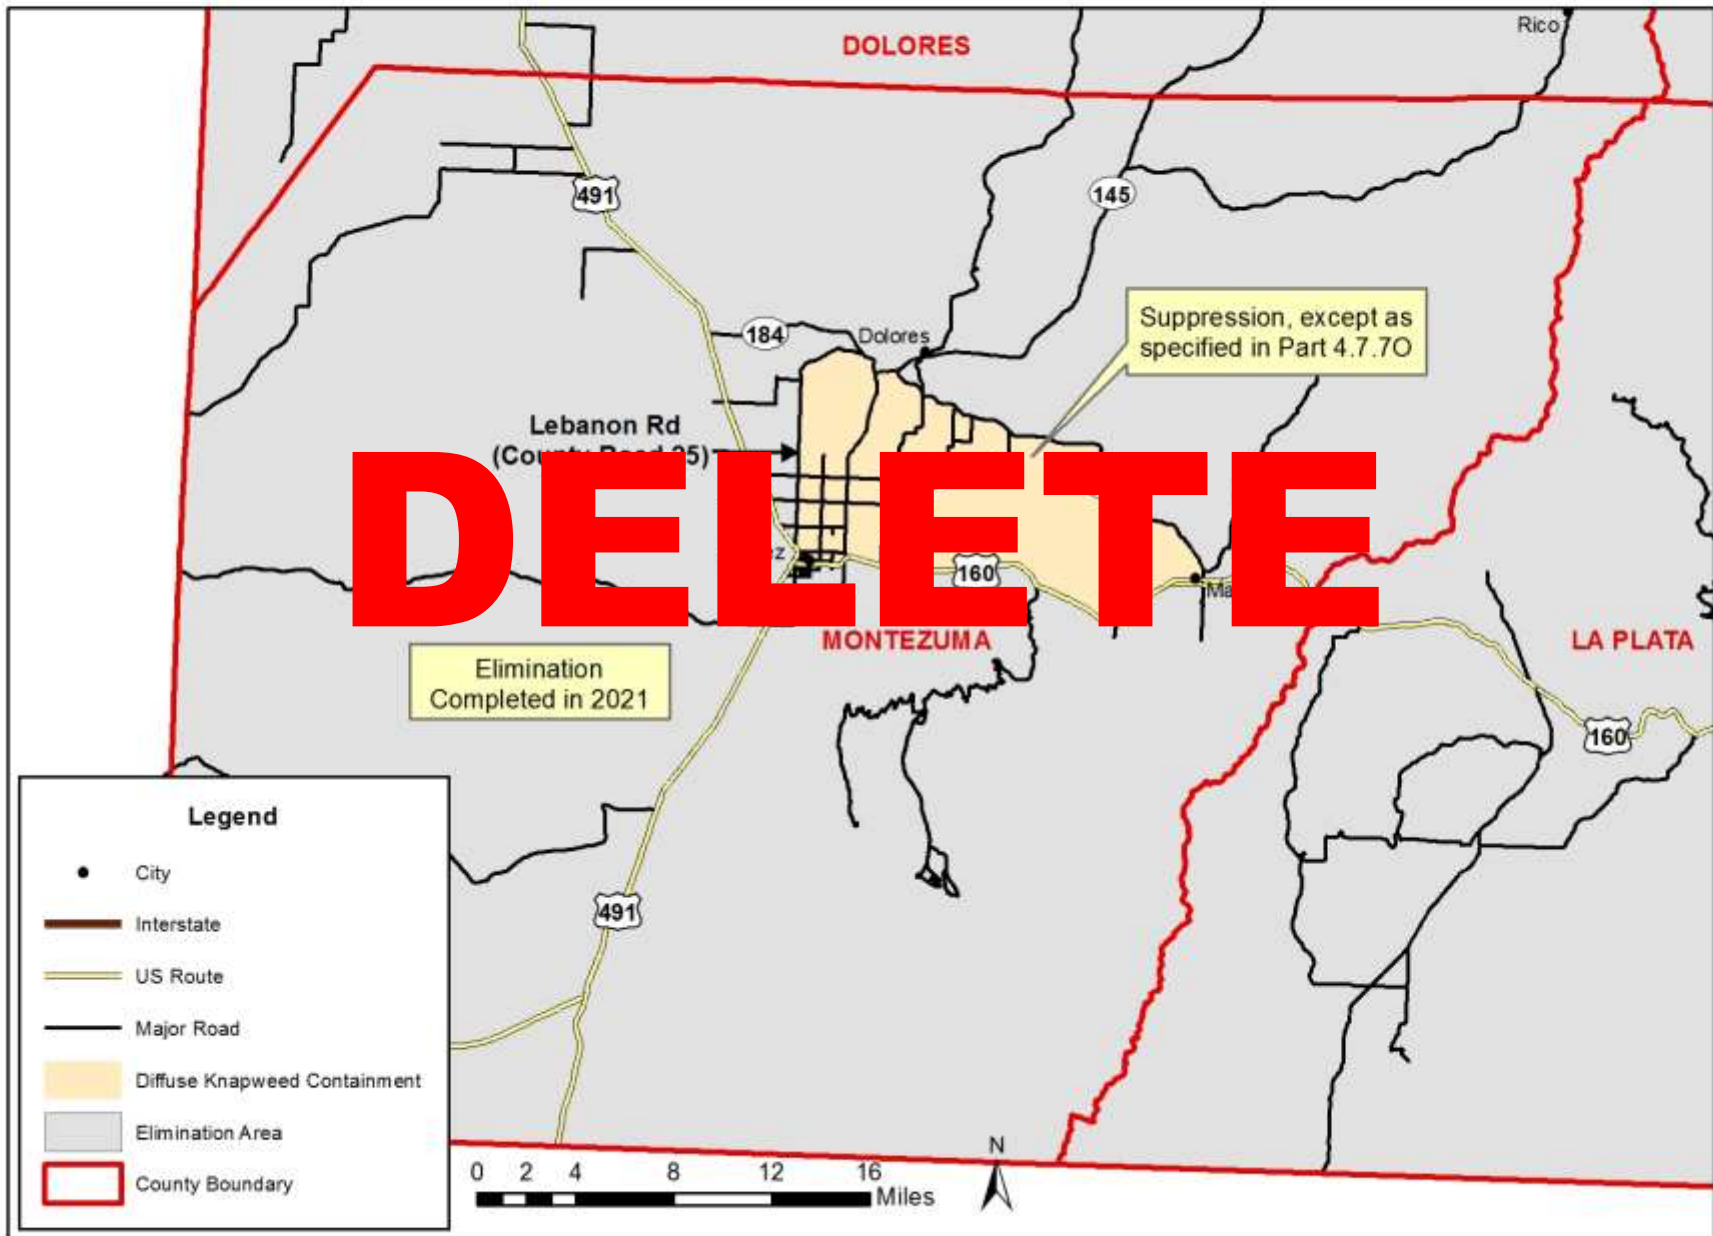 Rico
DOLORES
491
145
Suppression, except as
specified in Part 4.7.7O
184
Dolores
Lebanon Rd
DELETE
160
MONTEZUMA
LA PLATA
Elimination
Completed in 2021
160
491
Legend
City
Interstate
US Route
Major Road
Diffuse Knapweed Containment
Elimination Area
County Boundary
N
0 2 4 8 12 16
Miles